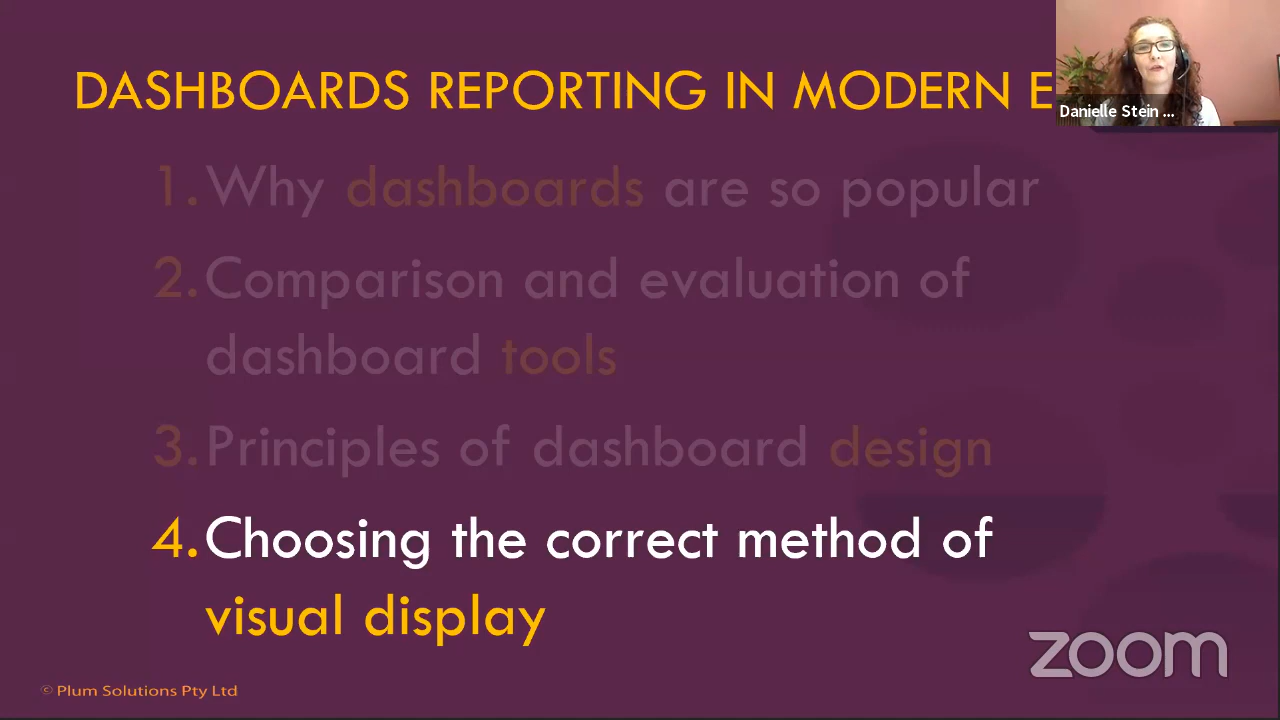 DASHBOARDS REPORTING IN MODERN E
Danielle Stein ...
1. Why dashboards are so popular
2. Comparison and evaluation of
dashboard tools
3. Principles of dashboard design
4. Choosing the correct method of
visual display
zoom
© Plum Solutions Pty Ltd